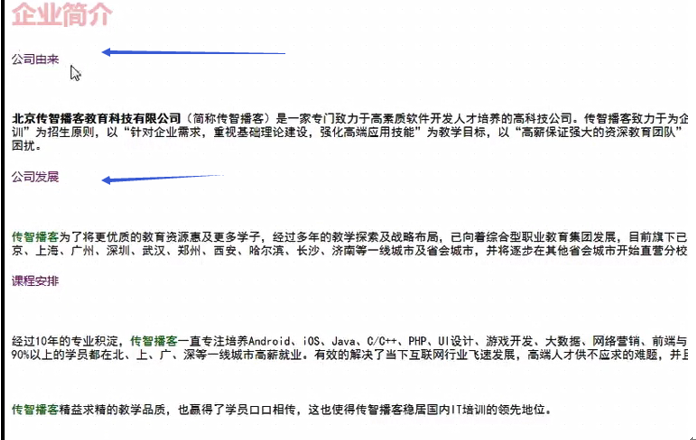 企业简介
公司由来
北京传智播客教育科技有限公司（简称传智播客）是一家专门致力于高素质软件开发人才培养的高科技公司。传智播客致力于为企
训”为招生原则，以“针对企业需求，重视基础理论建设，强化高端应用技能”为教学目标，以“高薪保证强大的资深教育团队”
困扰。
公司发展
传智播客为了将更优质的教育资源惠及更多学子，经过多年的教学探索及战略布局，已向着综合型职业教育集团发展，目前旗下已
京、上海、广州、深圳、武汉、郑州、西安、哈尔滨、长沙、济南等一线城市及省会城市，并将逐步在其他省会城市开始直营分校
课程安排
经过10年的专业积淀，传智播客一直专注培养Android、iOS、Java、C/C++、PHP、UI设计、游戏开发、大数据、网络营销、前端与
90%以上的学员都在北、上、广、深等一线城市高薪就业。有效的解决了当下互联网行业飞速发展，高端人才供不应求的难题，并且
传智播客精益求精的教学品质，也赢得了学员口口相传，这也使得传智播客稳居国内IT培训的领先地位。